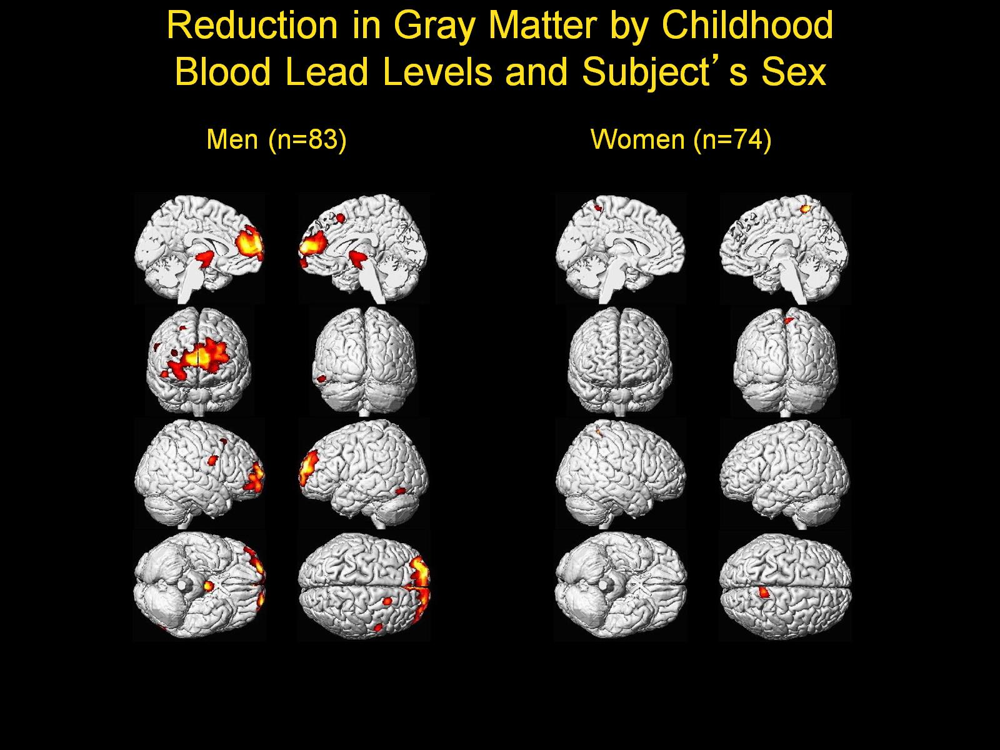 Reduction in Gray Matter by Childhood
Blood Lead Levels and Subject’s Sex
Men (n=83)
Women (n=74)